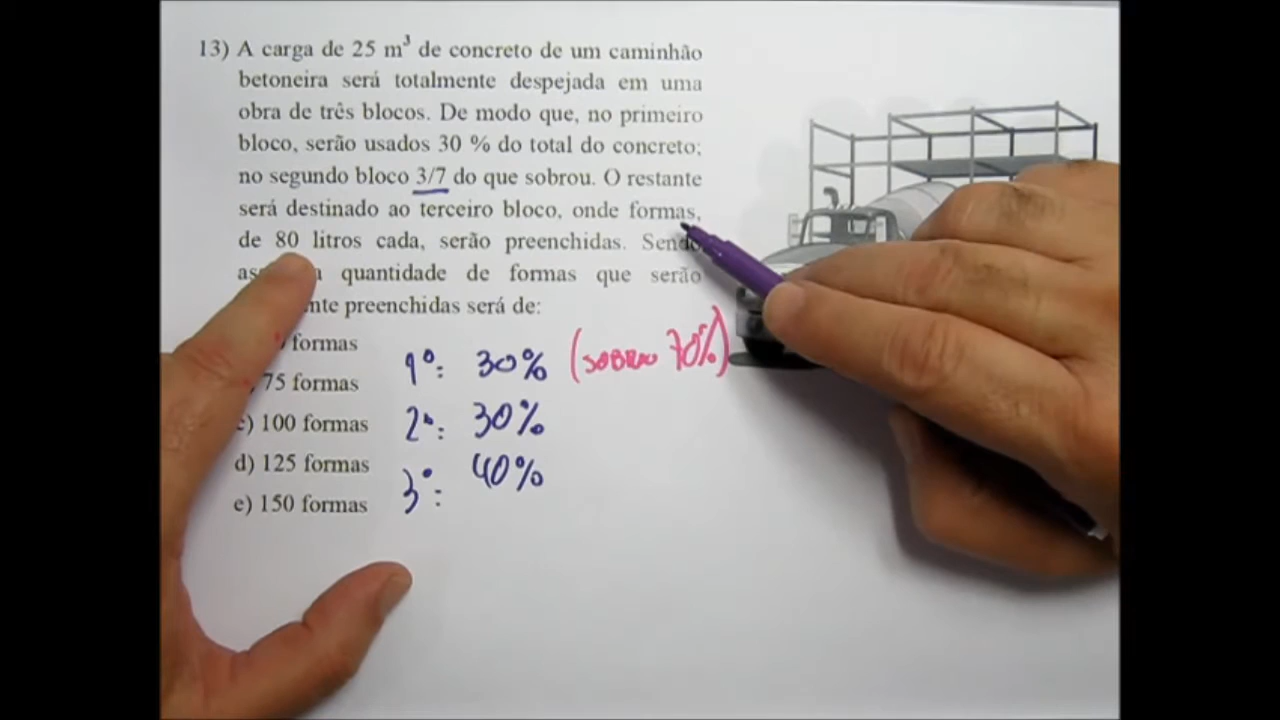 13) A carga de 25 m³ de concreto de um caminhão
betoneira será totalmente despejada em uma
obra de três blocos. De modo que, no primeiro
bloco, serão usados 30 % do total do concreto;
no segundo bloco 3/7 do que sobrou. O restante
será destinado ao terceiro bloco, onde formas,
de 80 litros cada, serão preenchidas. Sendo
a quantidade de formas que serão
preenchidas será de:
formas
75 formas
c) 100 formas
d) 125 formas
e) 150 formas
1º: 30% (SOBROU 70%)
2º: 30%
3º: 40%